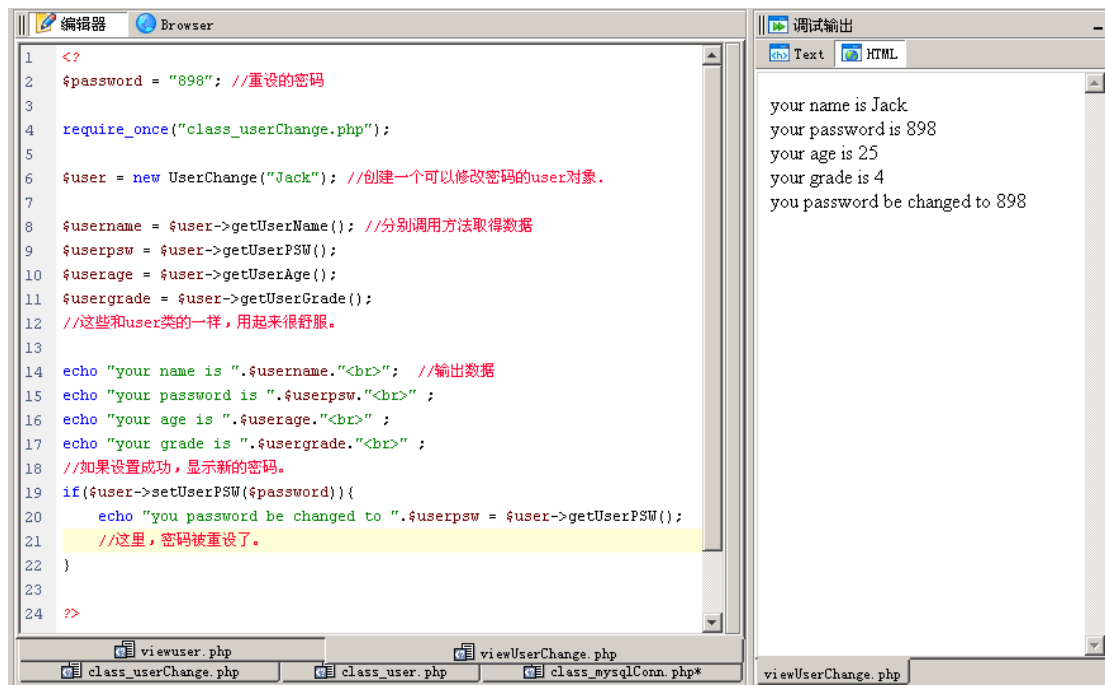 编辑器 Browser
1 <?
2 $password = "898"; //重设的密码
3
4 require_once("class_userChange.php");
5
6 $user = new UserChange("Jack"); //创建一个可以修改密码的user对象.
7
8 $username = $user->getUserName(); //分别调用方法取得数据
9 $userpsw = $user->getUserPSW();
10 $userage = $user->getUserAge();
11 $usergrade = $user->getUserGrade();
12 //这些和user类的一样，用起来很舒服。
13
14 echo "your name is ".$username."<br>"; //输出数据
15 echo "your password is ".$userpsw."<br>" ;
16 echo "your age is ".$userage."<br>" ;
17 echo "your grade is ".$usergrade."<br>" ;
18 //如果设置成功，显示新的密码。
19 if($user->setUserPSW($password)){
20 echo "you password be changed to ".$userpsw = $user->getUserPSW();
21 //这里，密码被重设了。
22 }
23
24 ?>
viewuser.php viewUserChange.php
class_userChange.php class_user.php class_mysqlConn.php*
调试输出
<h> Text HTML
your name is Jack
your password is 898
your age is 25
your grade is 4
you password be changed to 898
viewUserChange.php